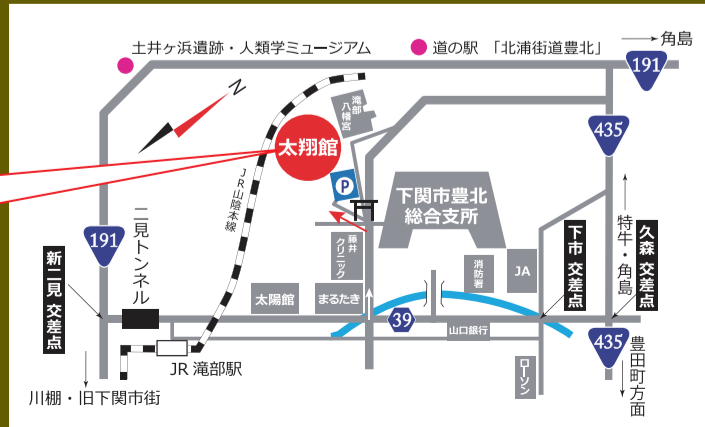 土井ヶ浜遺跡・人類学ミュージアム
道の駅 「北浦街道豊北」
角島
191
N
滝部
八幡宮
435
太翔館
JR山陰本線
P
下関市豊北
総合支所
191
二見トンネル
新二見 交差点
藤井
クリニック
消防署
JA
下市 交差点
特牛・角島
久森 交差点
太陽館
まるたき
39
山口銀行
435
豊田町方面
JR 滝部駅
ローソン
川棚・旧下関市街